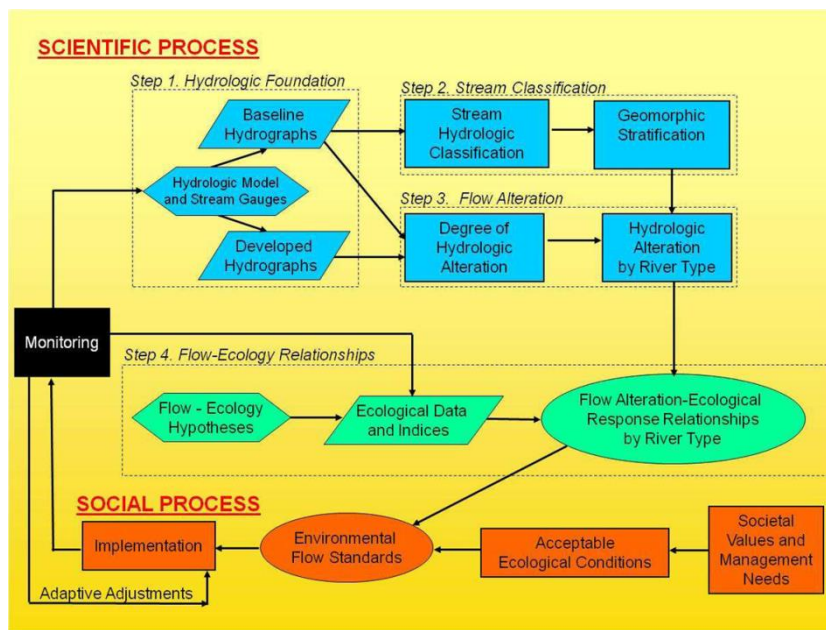 SCIENTIFIC PROCESS
Step 1. Hydrologic Foundation
Baseline
Hydrographs
Hydrologic Model
and Stream Gauges
Developed
Hydrographs
Step 2. Stream Classification
Stream
Hydrologic
Classification
Geomorphic
Stratification
Step 3. Flow Alteration
Degree of
Hydrologic
Alteration
Hydrologic
Alteration
by River Type
Monitoring
Step 4. Flow-Ecology Relationships
Flow - Ecology
Hypotheses
Ecological Data
and Indices
Flow Alteration-Ecological
Response Relationships
by River Type
SOCIAL PROCESS
Implementation
Environmental
Flow Standards
Acceptable
Ecological Conditions
Societal
Values and
Management
Needs
Adaptive Adjustments